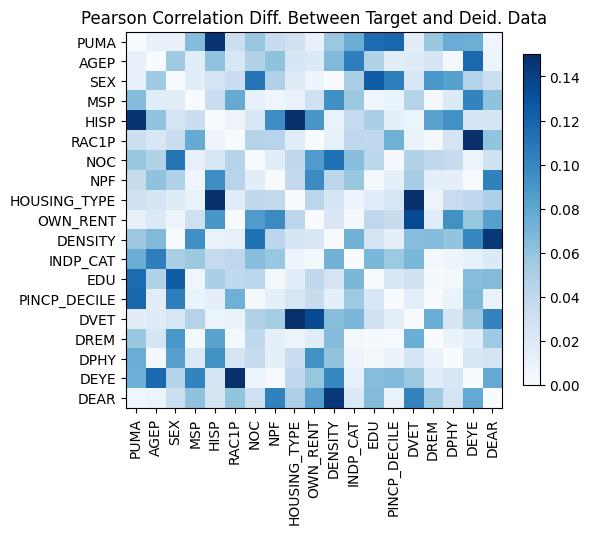 Pearson Correlation Diff. Between Target and Deid. Data
PUMA
AGEP
SEX
MSP
HISP
RAC1P
NOC
NPF
HOUSING_TYPE
OWN_RENT
DENSITY
INDP_CAT
EDU
PINCP_DECILE
DVET
DREM
DPHY
DEYE
DEAR
PUMA
AGEP
SEX
MSP
HISP
RAC1P
NOC
NPF
HOUSING_TYPE
OWN_RENT
DENSITY
INDP_CAT
EDU
PINCP_DECILE
DVET
DREM
DPHY
DEYE
DEAR
0.14
0.12
0.10
0.08
0.06
0.04
0.02
0.00